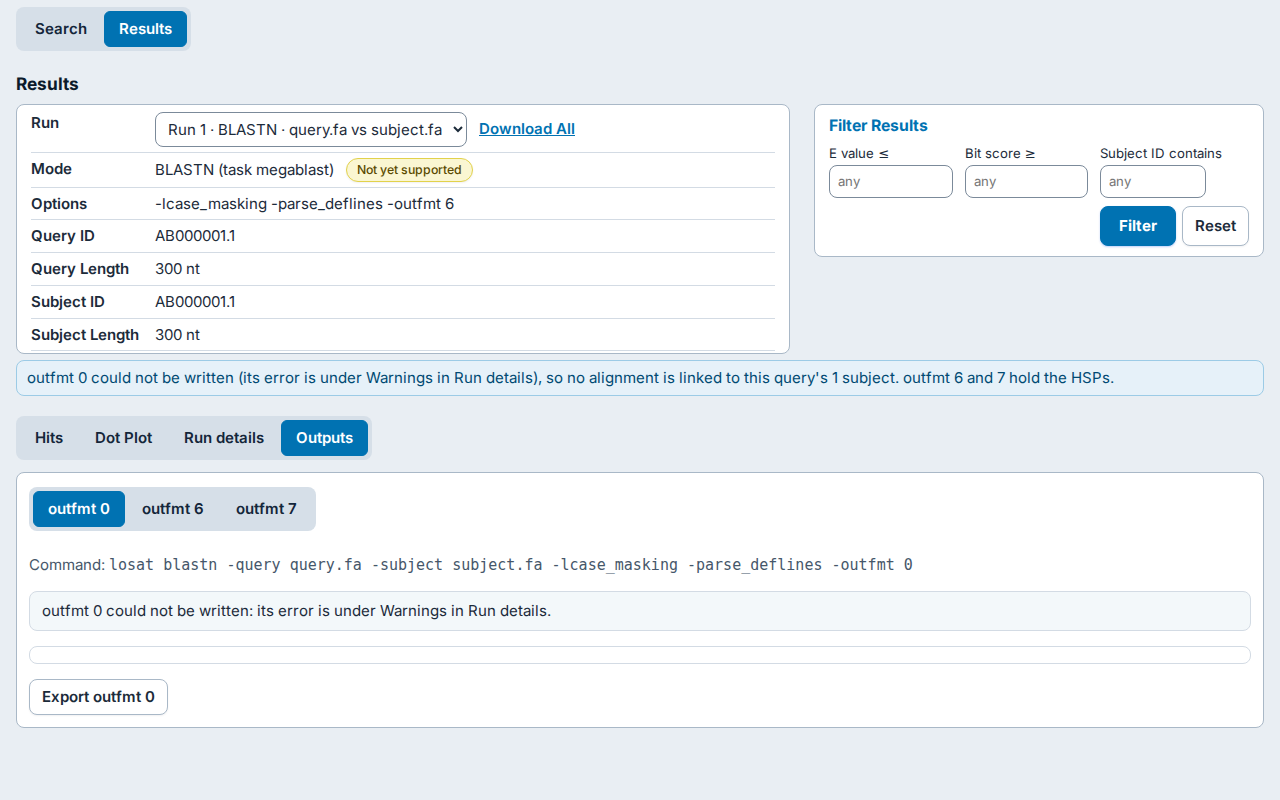 Search Results
Results
Run Run 1 · BLASTN · query.fa vs subject.fa Download All
Mode BLASTN (task megablast) Not yet supported
Options -lcase_masking -parse_deflines -outfmt 6
Query ID AB000001.1
Query Length 300 nt
Subject ID AB000001.1
Subject Length 300 nt
Filter Results
E value ≤ Bit score ≥ Subject ID contains
any any any
Filter Reset
outfmt 0 could not be written (its error is under Warnings in Run details), so no alignment is linked to this query's 1 subject. outfmt 6 and 7 hold the HSPs.
Hits Dot Plot Run details Outputs
outfmt 0 outfmt 6 outfmt 7
Command: losat blastn -query query.fa -subject subject.fa -lcase_masking -parse_deflines -outfmt 0
outfmt 0 could not be written: its error is under Warnings in Run details.
Export outfmt 0